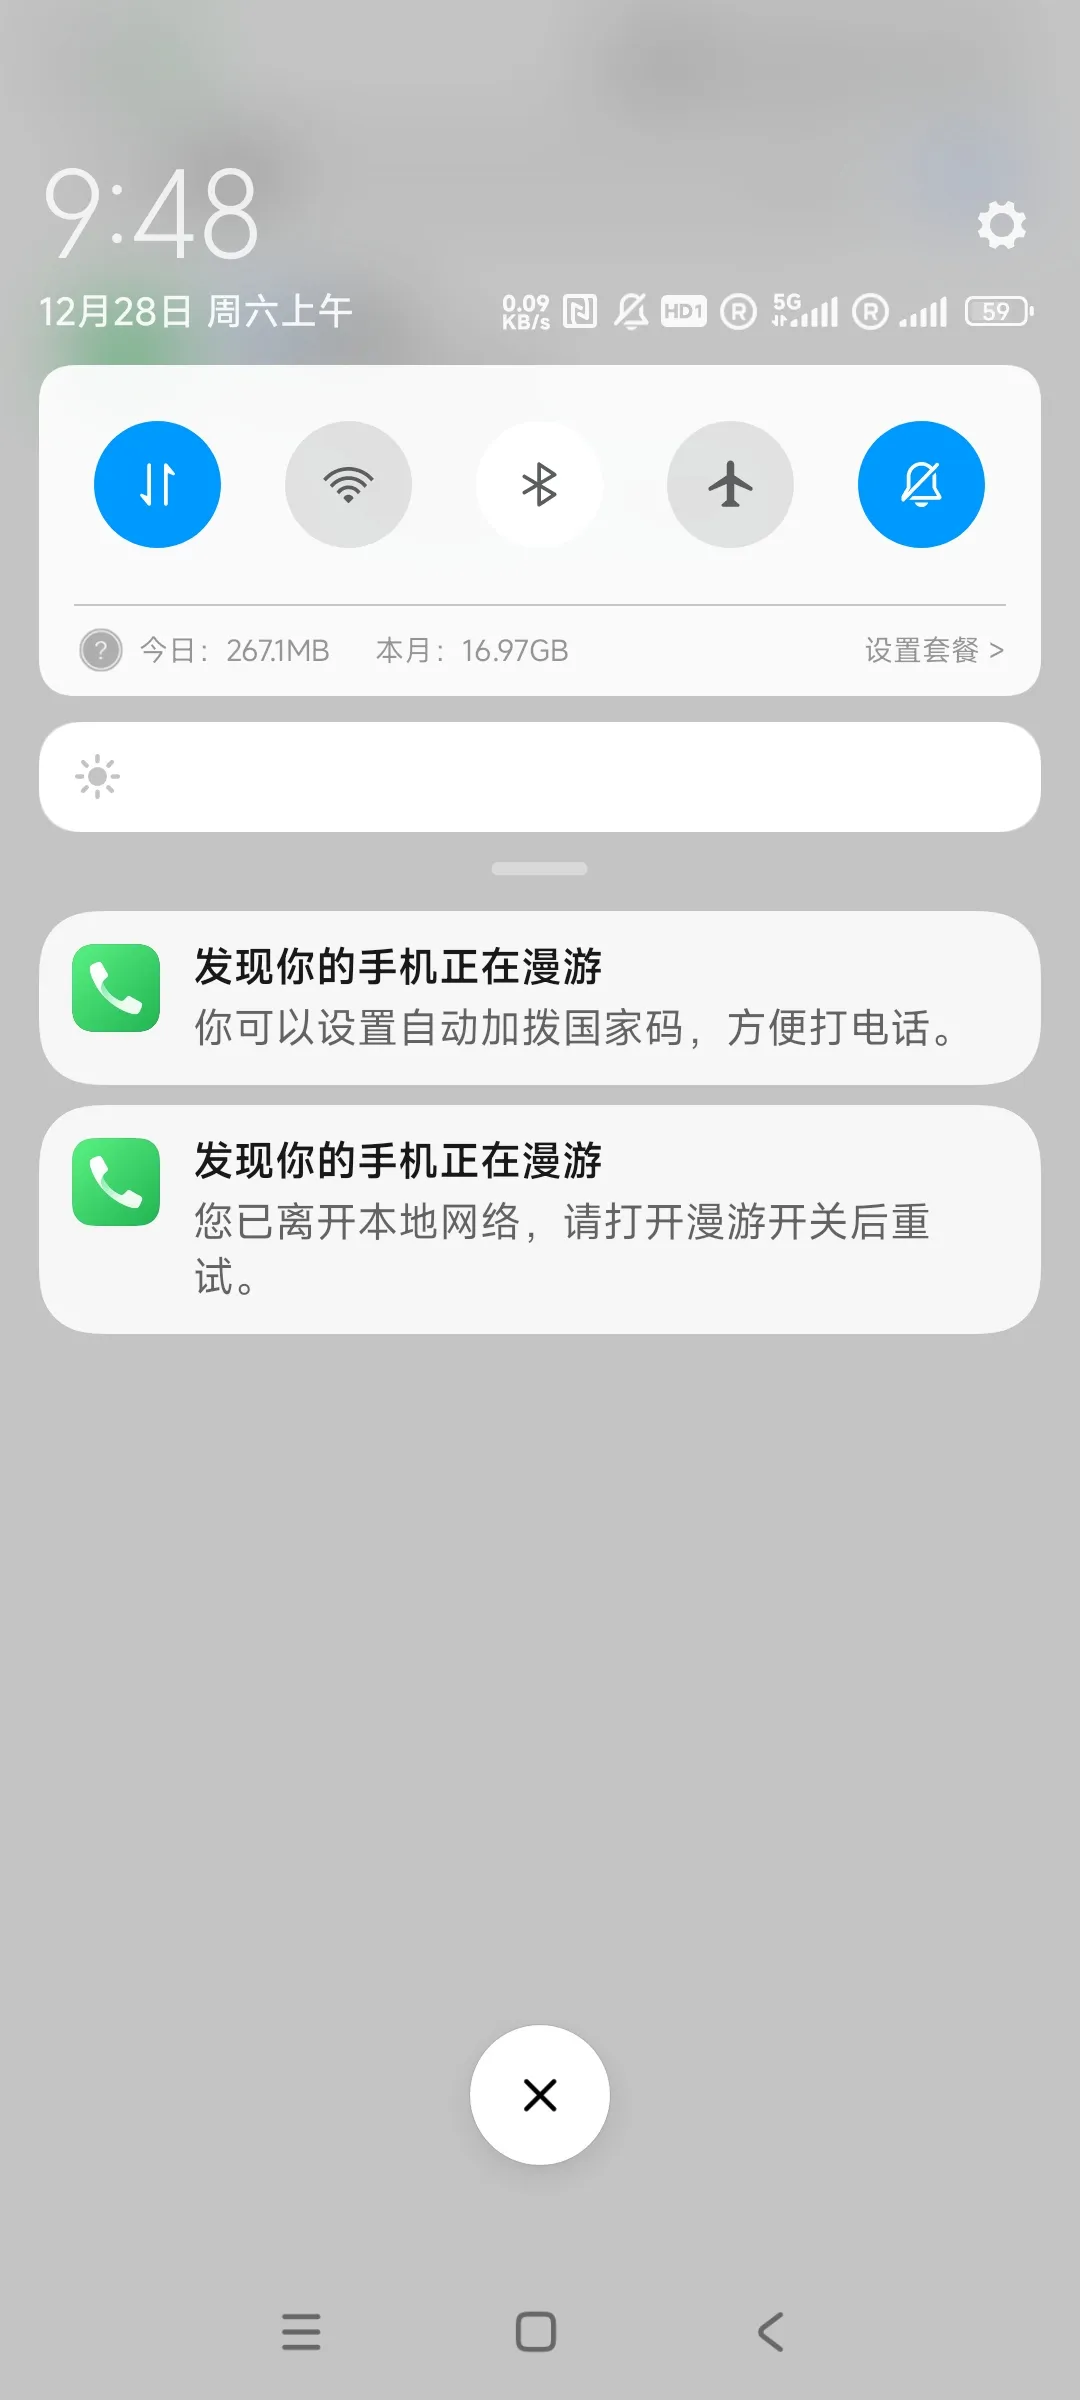 9:48
12月28日 周六上午
0.09
KB/s
HD1
R
5G
R
59
今日：267.1MB 本月：16.97GB 设置套餐 >
发现你的手机正在漫游
你可以设置自动加拨国家码，方便打电话。
发现你的手机正在漫游
您已离开本地网络，请打开漫游开关后重
试。